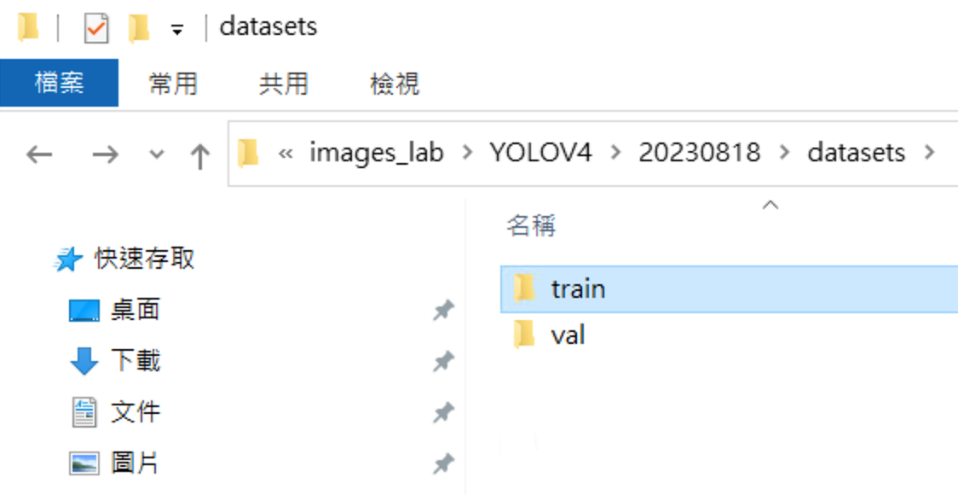 datasets
檔案 常用 共用 檢視
« images_lab > YOLOV4 > 20230818 > datasets >
名稱
快速存取
train
桌面
val
下載
文件
圖片